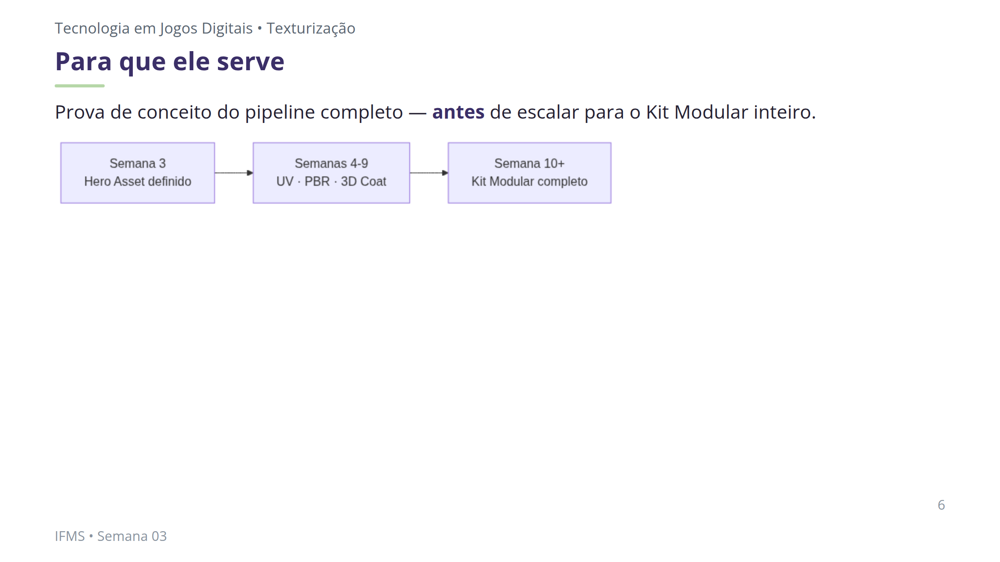 Tecnologia em Jogos Digitais • Texturização
Para que ele serve
Prova de conceito do pipeline completo — antes de escalar para o Kit Modular inteiro.
Semana 3
Hero Asset definido
Semanas 4-9
UV · PBR · 3D Coat
Semana 10+
Kit Modular completo
6
IFMS • Semana 03